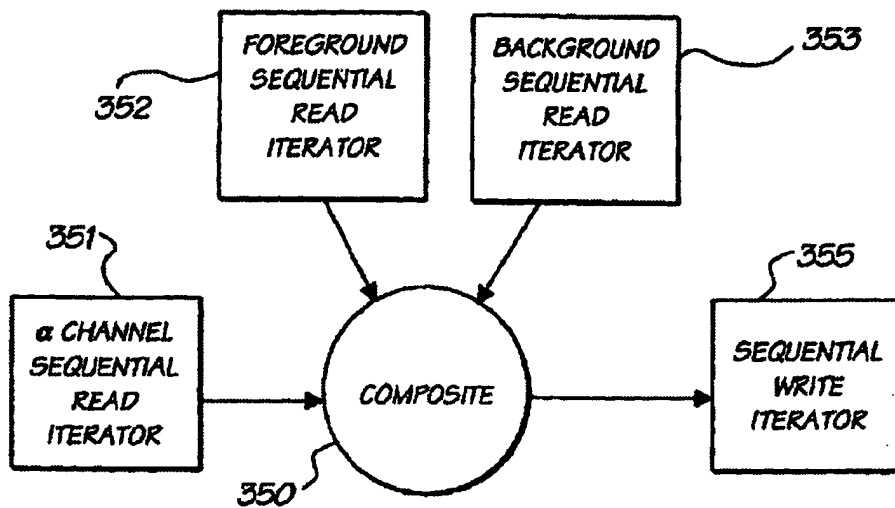 FOREGROUND
SEQUENTIAL
READ
ITERATOR
352
BACKGROUND
SEQUENTIAL
READ
ITERATOR
353
351
α CHANNEL
SEQUENTIAL
READ
ITERATOR
COMPOSITE
350
355
SEQUENTIAL
WRITE
ITERATOR